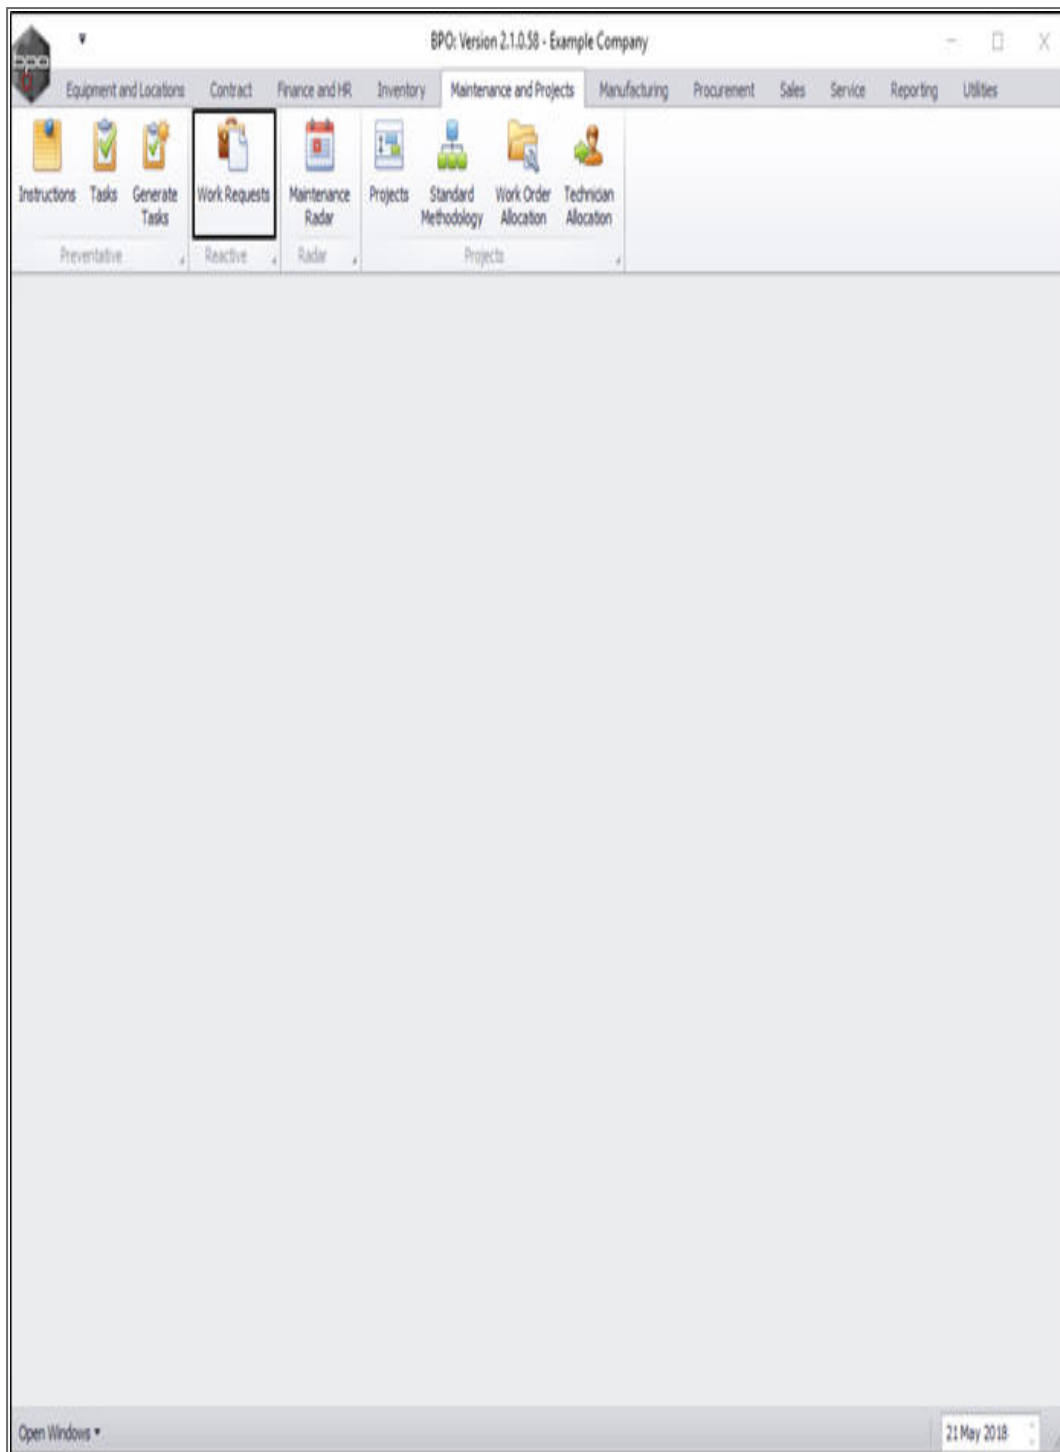 BPO: Version 2.1.0.58 - Example Company
bpo
Equipment and Locations Contract Finance and HR Inventory Maintenance and Projects Manufacturing Procurement Sales Service Reporting Utilities
Instructions Tasks Generate Tasks Work Requests Maintenance Radar Projects Standard Methodology Work Order Allocation Technician Allocation
Preventative Reactive Radar Projects
Open Windows 21 May 2018